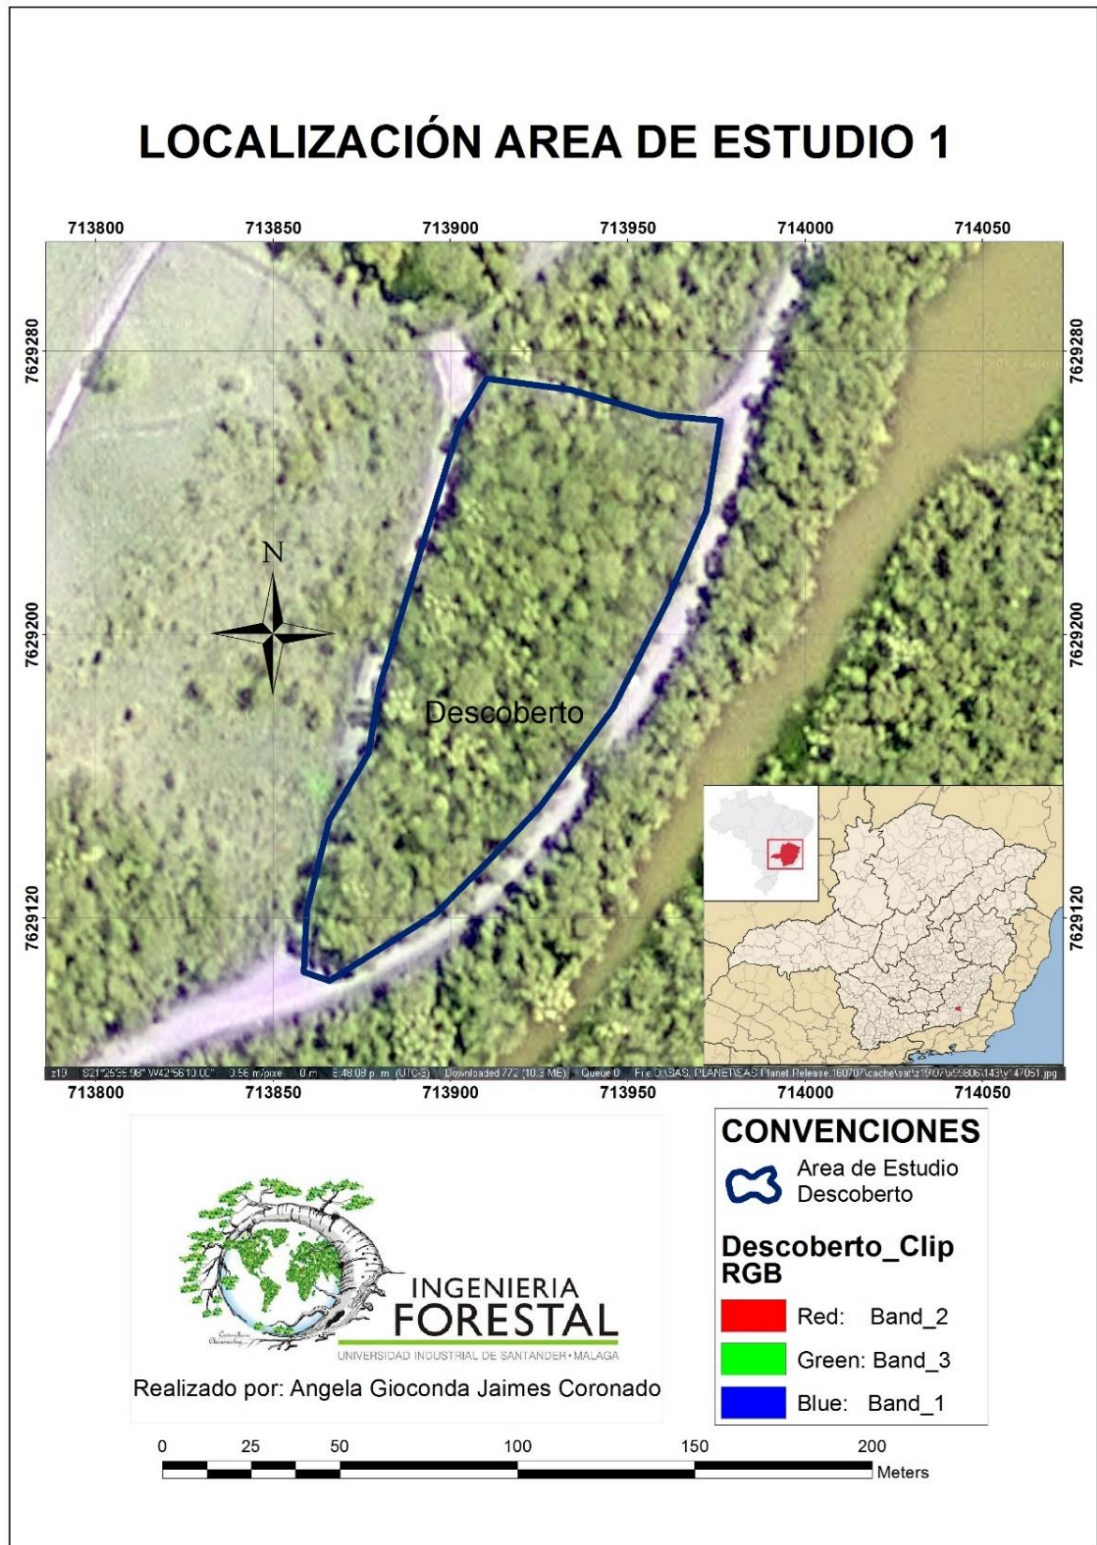 LOCALIZACIÓN AREA DE ESTUDIO 1
713800 713850 713900 713950 714000 714050
7629280 7629280
N
7629200 7629200
Descoberto
7629120 7629120
713800 713850 713900 713950 714000 714050
CONVENCIONES
Area de Estudio
Descoberto
Descoberto_Clip
RGB
Red: Band_2
Green: Band_3
Blue: Band_1
INGENIERIA
FORESTAL
UNIVERSIDAD INDUSTRIAL DE SANTANDER • MALAGA
Realizado por: Angela Gioconda Jaimes Coronado
0 25 50 100 150 200
Meters